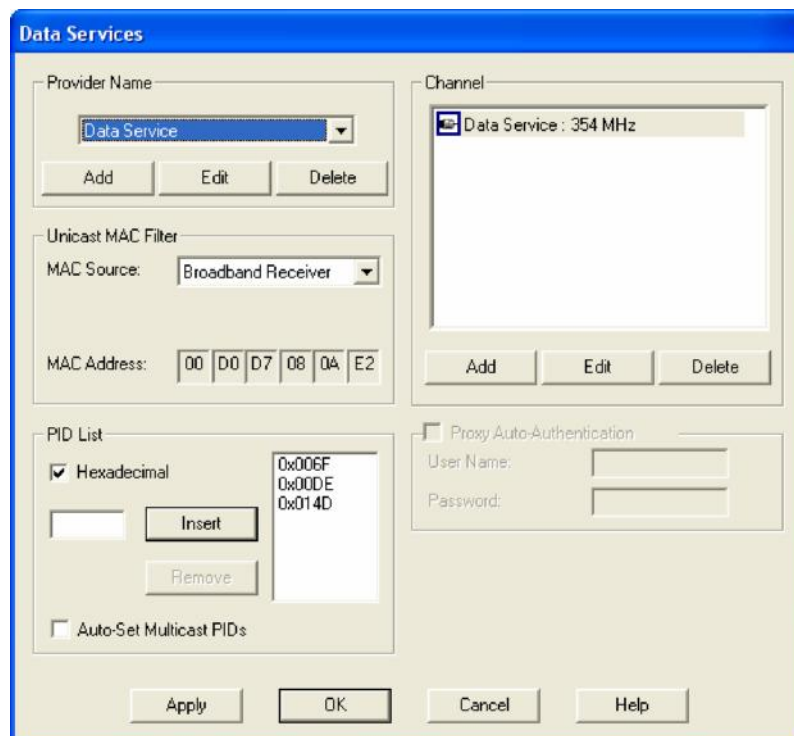 Data Services
Provider Name
Data Service
Add
Edit
Delete
Unicast MAC Filter
MAC Source:
Broadband Receiver
MAC Address:
00 D0 D7 08 0A E2
PID List
Hexadecimal
Insert
Remove
0x006F
0x00DE
0x014D
Auto-Set Multicast PIDs
Channel
Data Service : 354 MHz
Add
Edit
Delete
Proxy Auto-Authentication
User Name:
Password:
Apply
OK
Cancel
Help